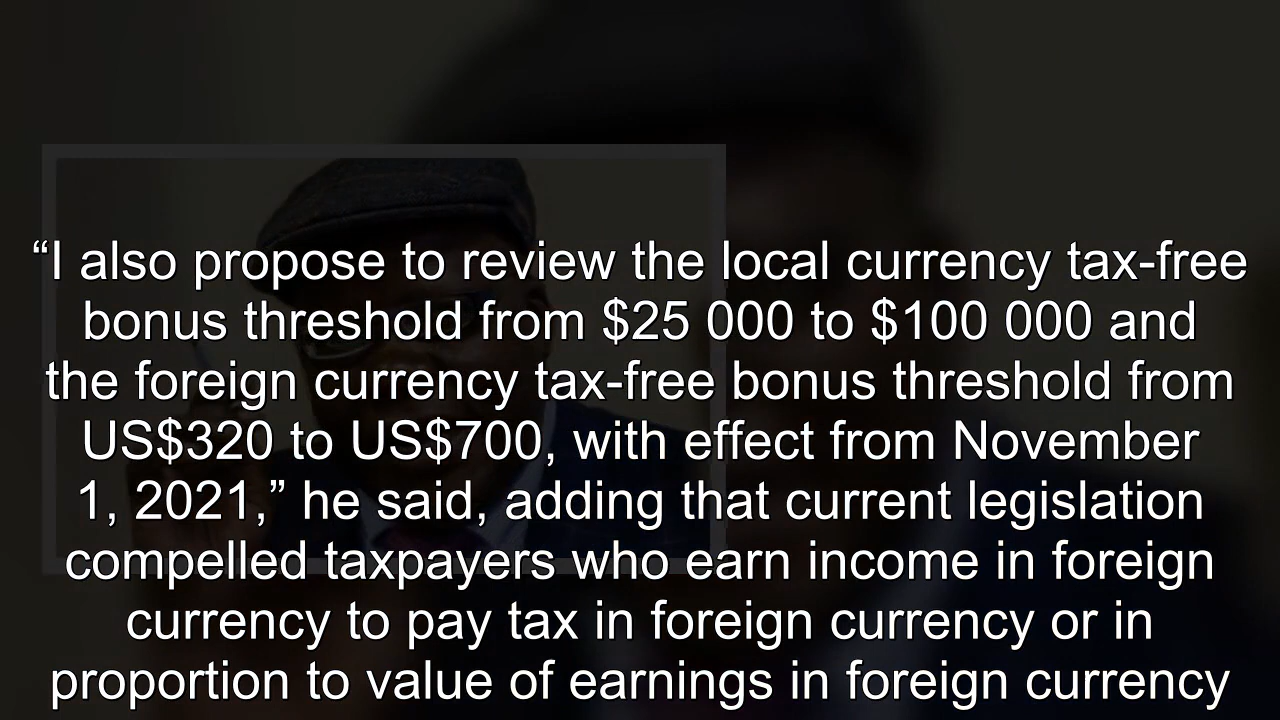 “I also propose to review the local currency tax-free
bonus threshold from $25 000 to $100 000 and
the foreign currency tax-free bonus threshold from
US$320 to US$700, with effect from November
1, 2021,” he said, adding that current legislation
compelled taxpayers who earn income in foreign
currency to pay tax in foreign currency or in
proportion to value of earnings in foreign currency